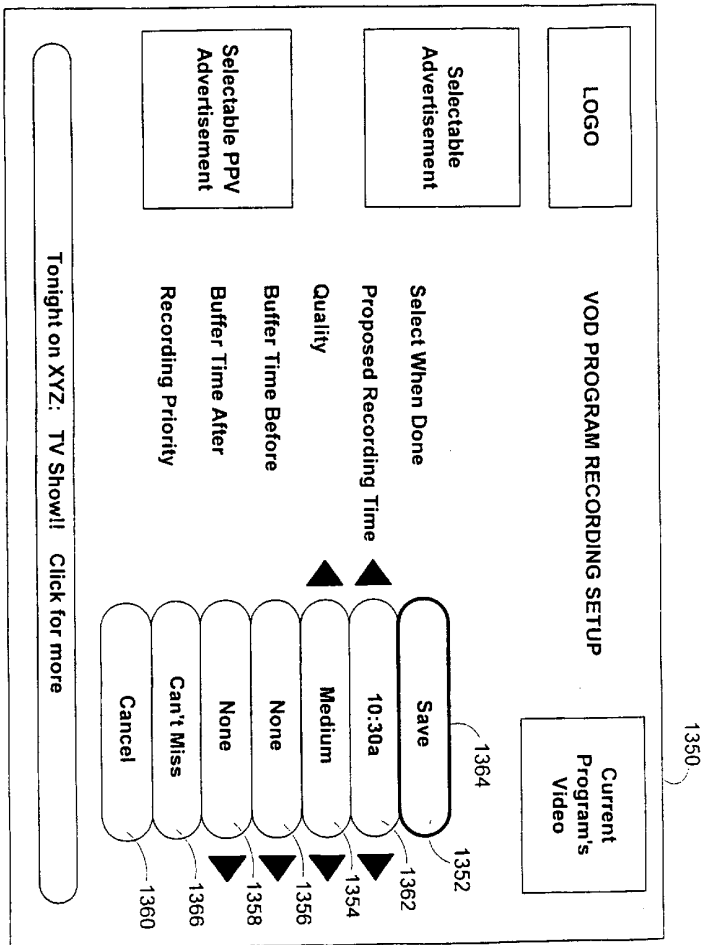 1350
LOGO
VOD PROGRAM RECORDING SETUP
Current
Program's
Video
Selectable
Advertisement
Selectable PPV
Advertisement
1364
Select When Done
Save
1352
Proposed Recording Time
10:30a
1362
Quality
Medium
1354
Buffer Time Before
None
1356
Buffer Time After
None
1358
Recording Priority
Can't Miss
1366
Cancel
1360
Tonight on XYZ: TV Show!! Click for more